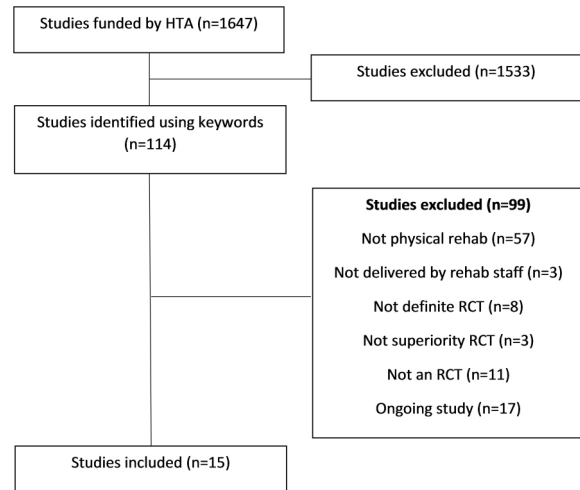 Studies funded by HTA (n=1647)
Studies excluded (n=1533)
Studies identified using keywords
(n=114)
Studies excluded (n=99)
Not physical rehab (n=57)
Not delivered by rehab staff (n=3)
Not definite RCT (n=8)
Not superiority RCT (n=3)
Not an RCT (n=11)
Ongoing study (n=17)
Studies included (n=15)